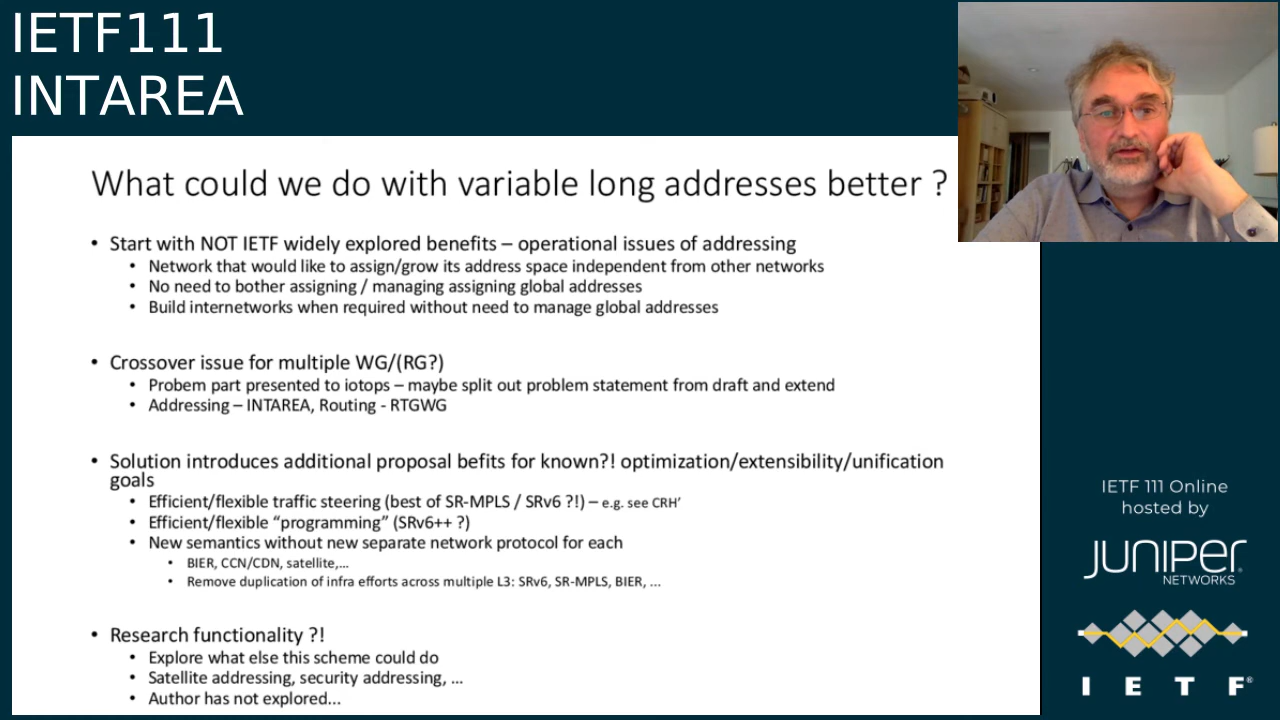 IETF111
INTAREA
What could we do with variable long addresses better ?
• Start with NOT IETF widely explored benefits – operational issues of addressing
• Network that would like to assign/grow its address space independent from other networks
• No need to bother assigning / managing assigning global addresses
• Build internetworks when required without need to manage global addresses
• Crossover issue for multiple WG/(RG?)
• Probem part presented to iotops – maybe split out problem statement from draft and extend
• Addressing – INTAREA, Routing - RTGWG
• Solution introduces additional proposal befits for known?! optimization/extensibility/unification
goals
• Efficient/flexible traffic steering (best of SR-MPLS / SRv6 ?!) – e.g. see CRH’
• Efficient/flexible “programming” (SRv6++ ?)
• New semantics without new separate network protocol for each
• BIER, CCN/CDN, satellite,...
• Remove duplication of infra efforts across multiple L3: SRv6, SR-MPLS, BIER, ...
• Research functionality ?!
• Explore what else this scheme could do
• Satellite addressing, security addressing, ...
• Author has not explored...
IETF 111 Online
hosted by
JUNIPER
NETWORKS
I E T F®